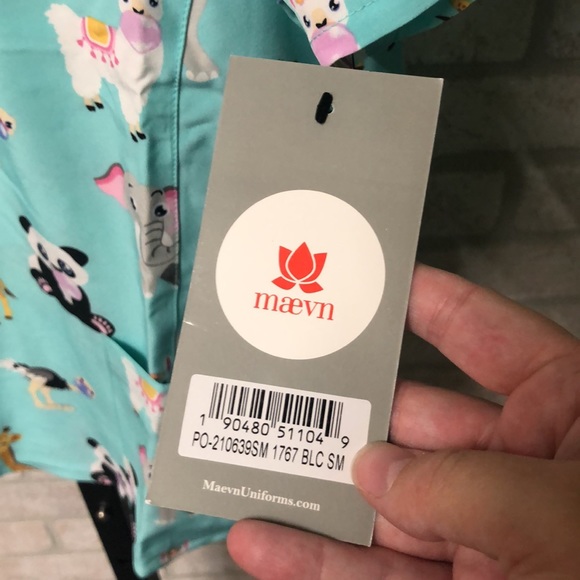 mævn
1 90480 51104 9
PO-210639SM 1767 BLC SM
MaevnUniforms.com